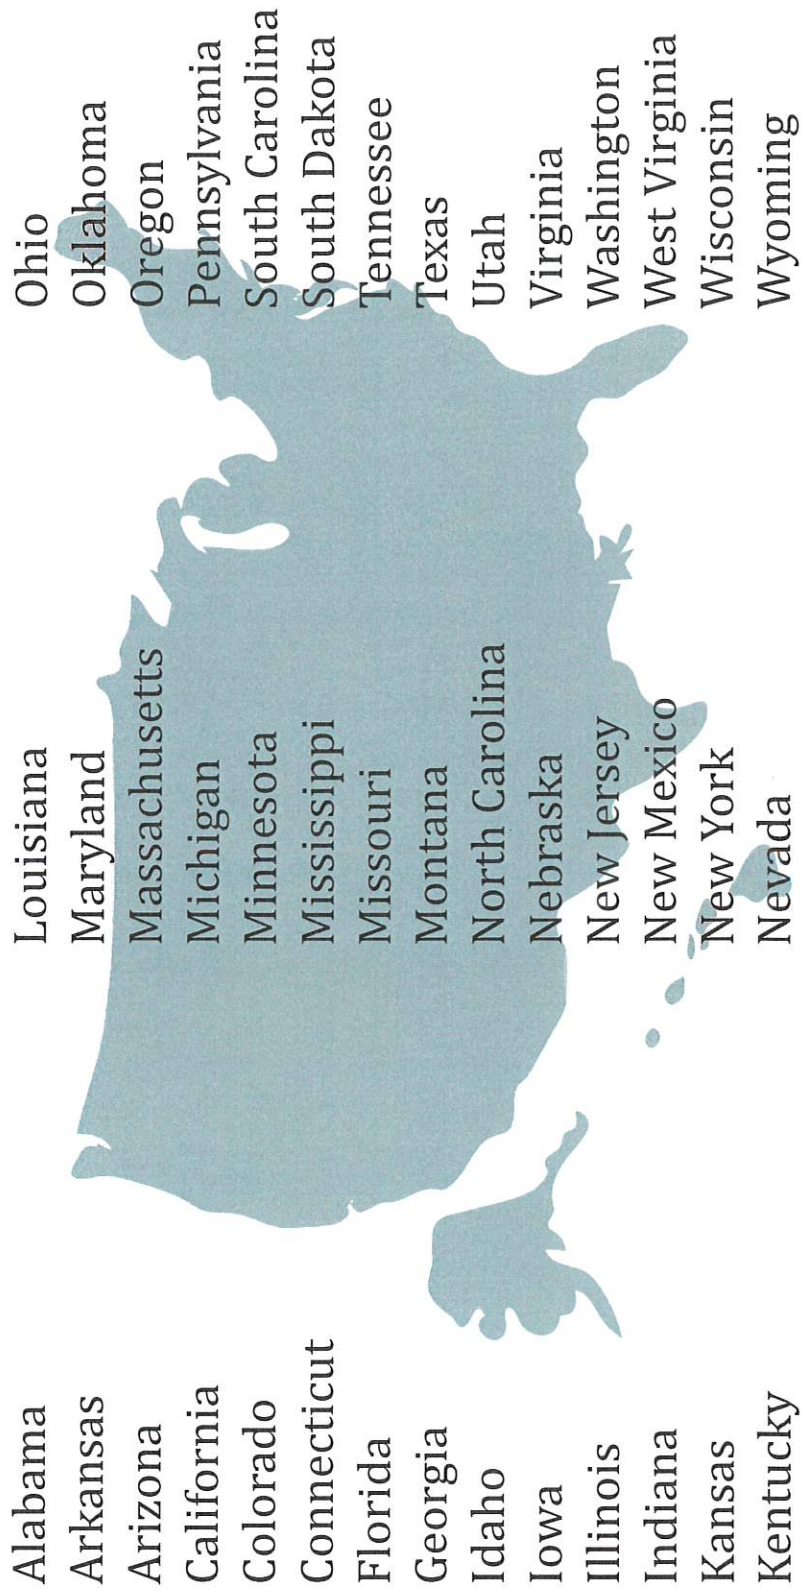 Alabama
Arkansas
Arizona
California
Colorado
Connecticut
Florida
Georgia
Idaho
Iowa
Illinois
Indiana
Kansas
Kentucky
Louisiana
Maryland
Massachusetts
Michigan
Minnesota
Mississippi
Missouri
Montana
North Carolina
Nebraska
New Jersey
New Mexico
New York
Nevada
Ohio
Oklahoma
Oregon
Pennsylvania
South Carolina
South Dakota
Tennessee
Texas
Utah
Virginia
Washington
West Virginia
Wisconsin
Wyoming